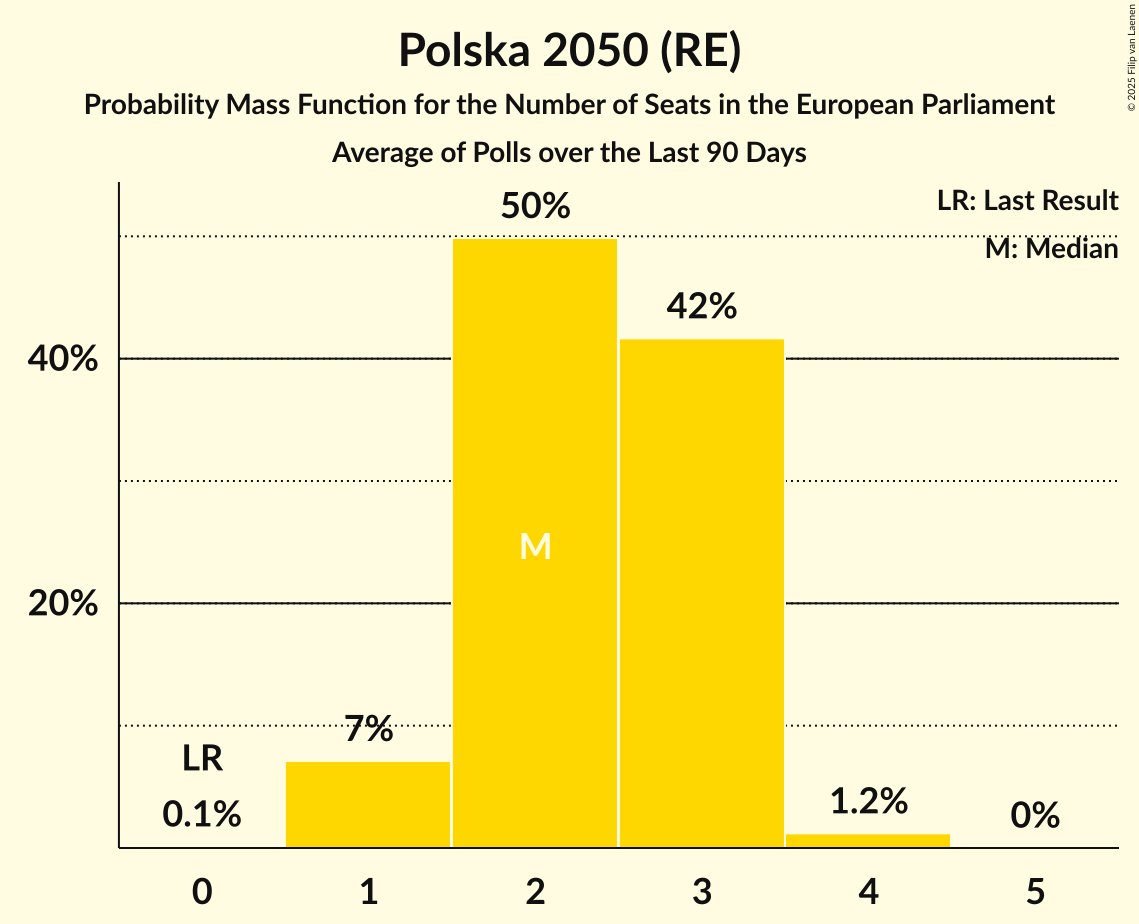 Polska 2050 (RE)
Probability Mass Function for the Number of Seats in the European Parliament
Average of Polls over the Last 90 Days
© 2025 Filip van Laenen
LR: Last Result
M: Median
50%
42%
40%
M
20%
7%
LR
0.1%
1.2%
0%
0 1 2 3 4 5